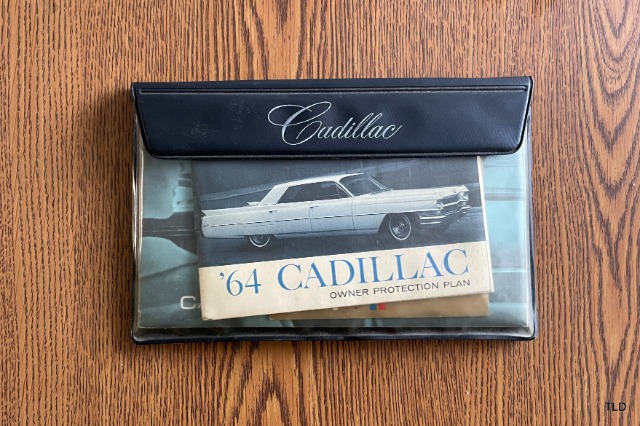 Cadillac
'64 CADILLAC
OWNER PROTECTION PLAN
TLD